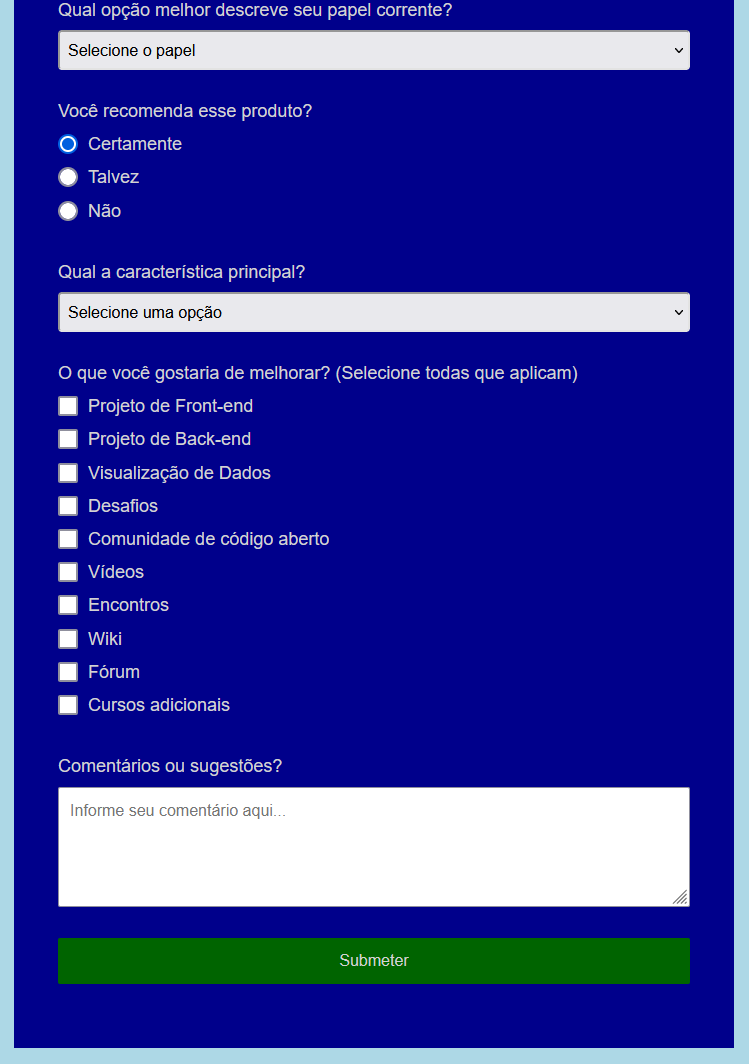 Qual opção melhor descreve seu papel corrente?
Selecione o papel
Você recomenda esse produto?
Certamente
Talvez
Não
Qual a característica principal?
Selecione uma opção
O que você gostaria de melhorar? (Selecione todas que aplicam)
Projeto de Front-end
Projeto de Back-end
Visualização de Dados
Desafios
Comunidade de código aberto
Vídeos
Encontros
Wiki
Fórum
Cursos adicionais
Comentários ou sugestões?
Informe seu comentário aqui...
Submeter